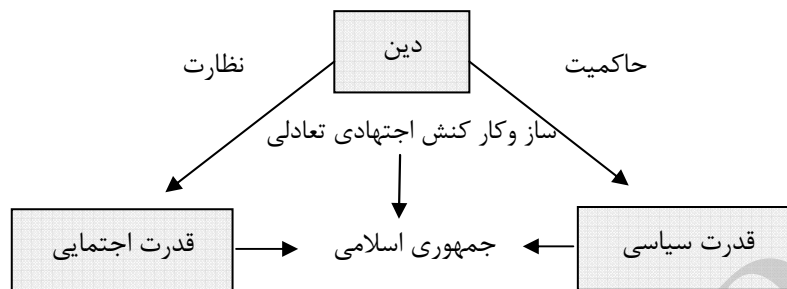 دین
حاکمیت
نظارت
ساز وکار کنش اجتهادی تعادلی
قدرت سیاسی
جمهوری اسلامی
قدرت اجتمایی